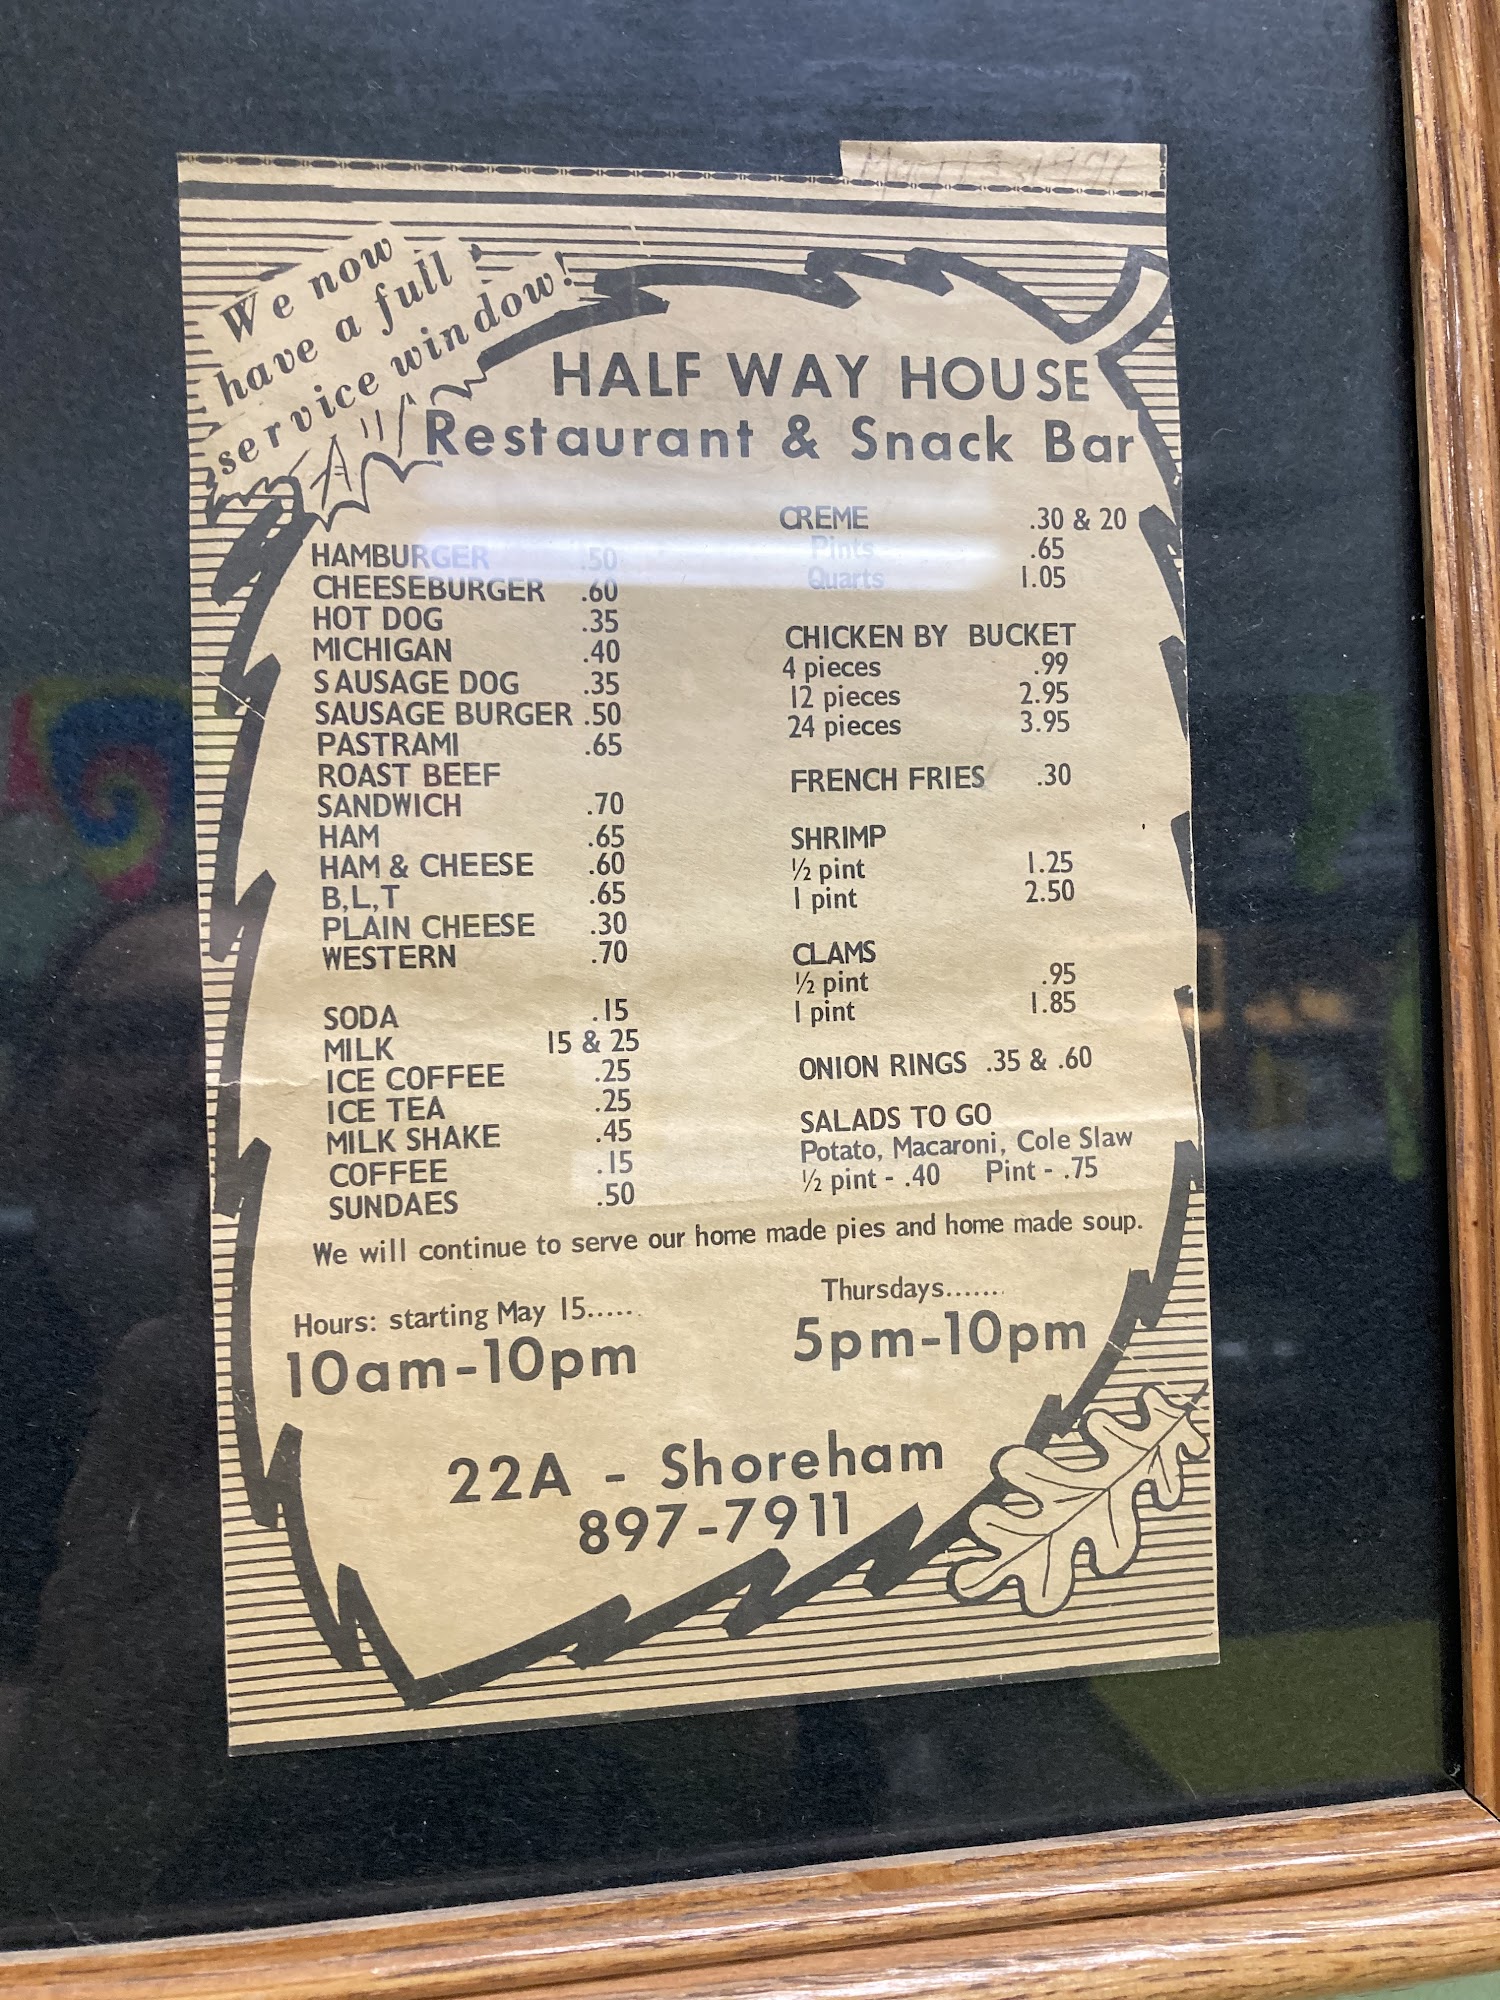 We now
have a full
service window!
HALF WAY HOUSE
Restaurant & Snack Bar
HAMBURGER .50
CHEESEBURGER .60
HOT DOG .35
MICHIGAN .40
SAUSAGE DOG .35
SAUSAGE BURGER .50
PASTRAMI .65
ROAST BEEF
SANDWICH .70
HAM .65
HAM & CHEESE .60
B,L,T .65
PLAIN CHEESE .30
WESTERN .70
SODA .15
MILK 15 & 25
ICE COFFEE .25
ICE TEA .25
MILK SHAKE .45
COFFEE .15
SUNDAES .50
CREME .30 & 20
Pints .65
Quarts 1.05
CHICKEN BY BUCKET
4 pieces .99
12 pieces 2.95
24 pieces 3.95
FRENCH FRIES .30
SHRIMP
½ pint 1.25
1 pint 2.50
CLAMS
½ pint .95
1 pint 1.85
ONION RINGS .35 & .60
SALADS TO GO
Potato, Macaroni, Cole Slaw
½ pint - .40 Pint - .75
We will continue to serve our home made pies and home made soup.
Hours: starting May 15.....
10am-10pm
Thursdays......
5pm-10pm
22A - Shoreham
897-7911